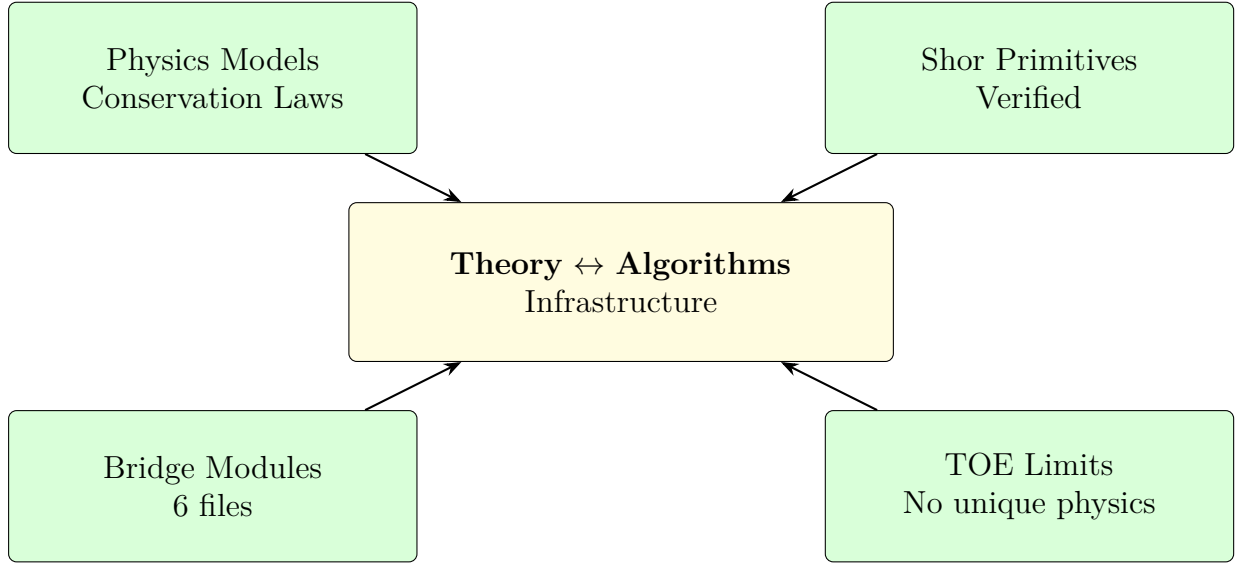 Physics Models
Conservation Laws
Shor Primitives
Verified
Theory ↔ Algorithms
Infrastructure
Bridge Modules
6 files
TOE Limits
No unique physics